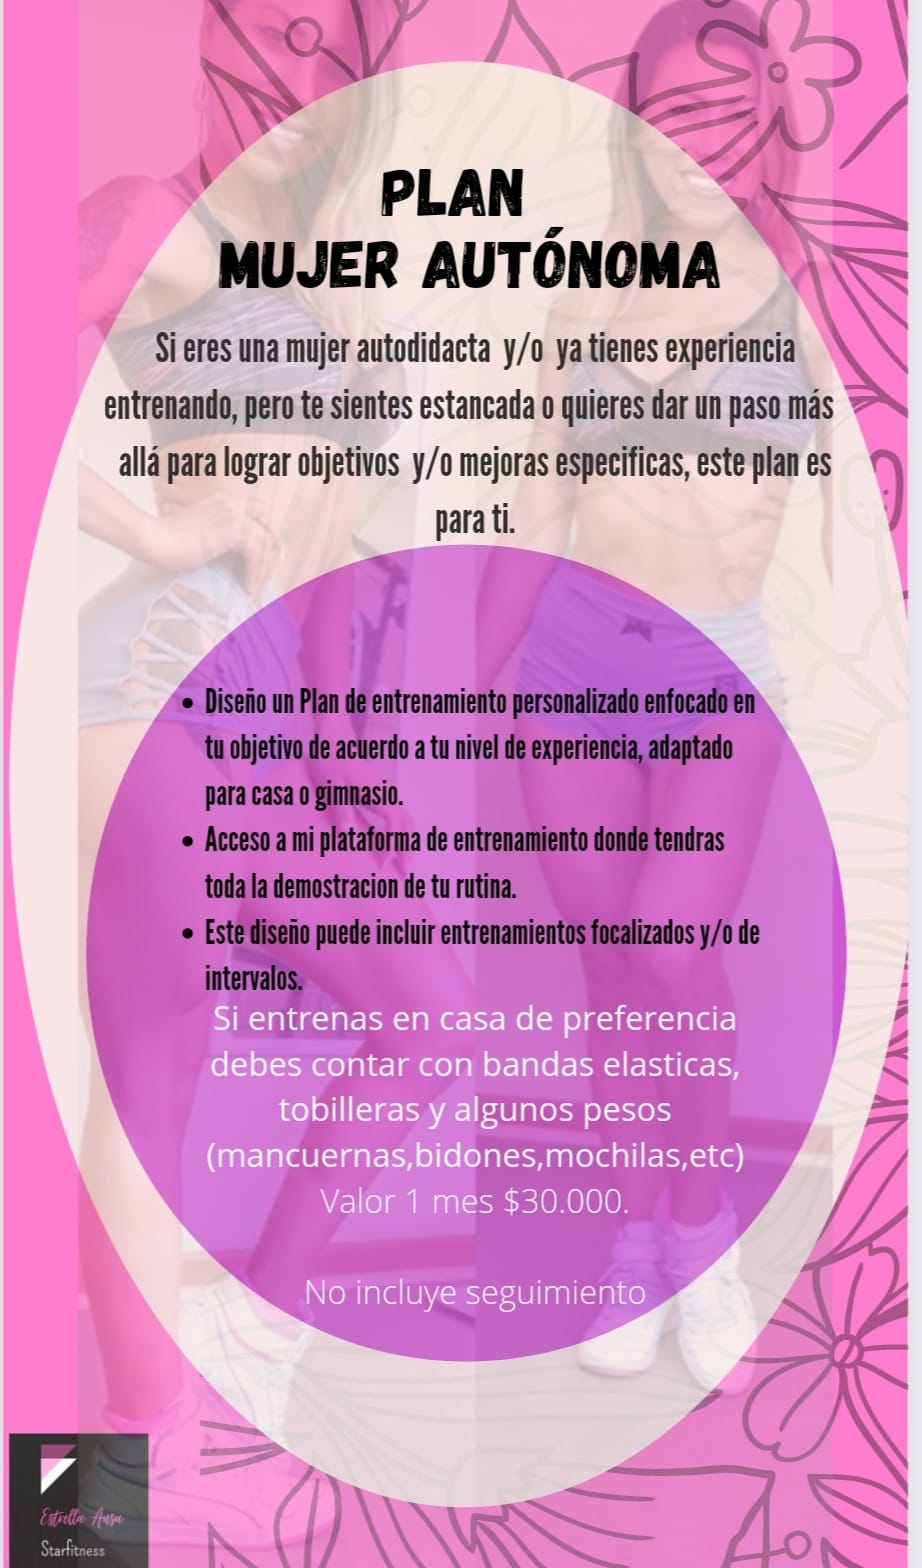 PLAN
MUJER AUTÓNOMA
Si eres una mujer autodidacta y/o ya tienes experiencia
entrenando, pero te sientes estancada o quieres dar un paso más
allá para lograr objetivos y/o mejoras especificas, este plan es
para ti.
• Diseño un Plan de entrenamiento personalizado enfocado en
tu objetivo de acuerdo a tu nivel de experiencia, adaptado
para casa o gimnasio.
• Acceso a mi plataforma de entrenamiento donde tendras
toda la demostracion de tu rutina.
• Este diseño puede incluir entrenamientos focalizados y/o de
intervalos.
Si entrenas en casa de preferencia
debes contar con bandas elasticas,
tobilleras y algunos pesos
(mancuernas,bidones,mochilas,etc)
Valor 1 mes $30.000.
No incluye seguimiento
Estrella Ansa
Starfitness